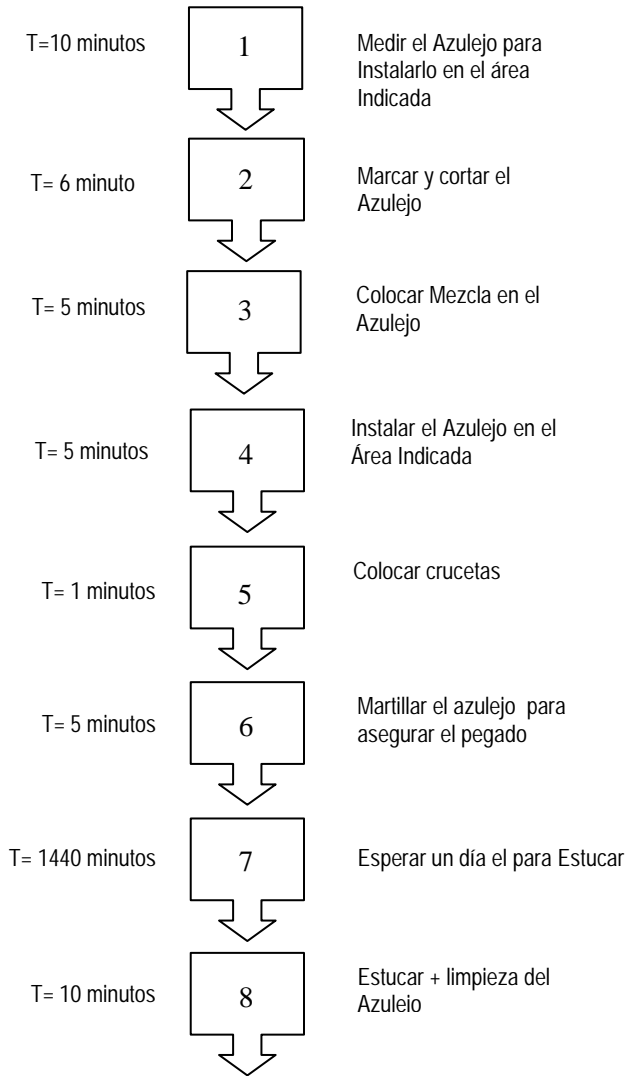 T=10 minutos
1
Medir el Azulejo para
Instalarlo en el área
Indicada
T= 6 minuto
2
Marcar y cortar el
Azulejo
T= 5 minutos
3
Colocar Mezcla en el
Azulejo
T= 5 minutos
4
Instalar el Azulejo en el
Área Indicada
T= 1 minutos
5
Colocar crucetas
T= 5 minutos
6
Martillar el azulejo para
asegurar el pegado
T= 1440 minutos
7
Esperar un día el para Estucar
T= 10 minutos
8
Estucar + limpieza del
Azulejo